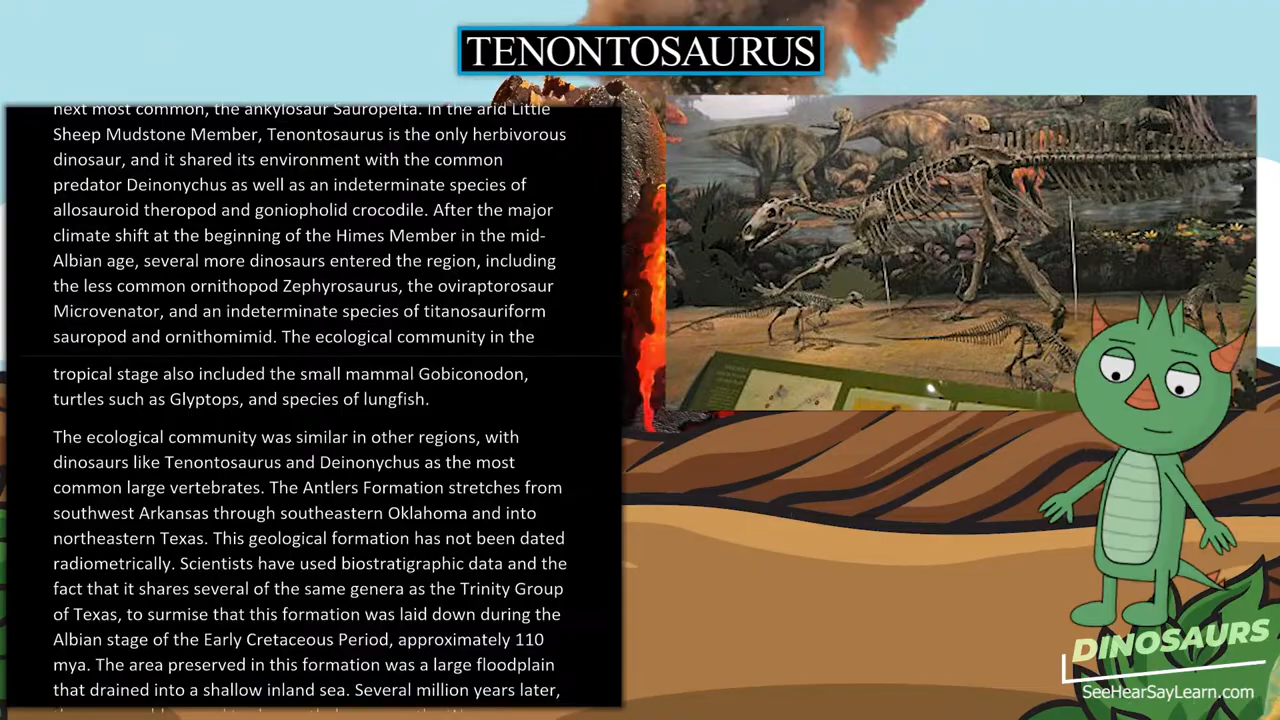 TENONTOSAURUS
next most common, the ankylosaur Sauropelta. In the arid Little
Sheep Mudstone Member, Tenontosaurus is the only herbivorous
dinosaur, and it shared its environment with the common
predator Deinonychus as well as an indeterminate species of
allosauroid theropod and goniopholid crocodile. After the major
climate shift at the beginning of the Himes Member in the mid-
Albian age, several more dinosaurs entered the region, including
the less common ornithopod Zephyrosaurus, the oviraptorosaur
Microvenator, and an indeterminate species of titanosauriform
sauropod and ornithomimid. The ecological community in the
tropical stage also included the small mammal Gobiconodon,
turtles such as Glyptops, and species of lungfish.
The ecological community was similar in other regions, with
dinosaurs like Tenontosaurus and Deinonychus as the most
common large vertebrates. The Antlers Formation stretches from
southwest Arkansas through southeastern Oklahoma and into
northeastern Texas. This geological formation has not been dated
radiometrically. Scientists have used biostratigraphic data and the
fact that it shares several of the same genera as the Trinity Group
of Texas, to surmise that this formation was laid down during the
Albian stage of the Early Cretaceous Period, approximately 110
mya. The area preserved in this formation was a large floodplain
that drained into a shallow inland sea. Several million years later,
DINOSAURS
SeeHearSayLearn.com